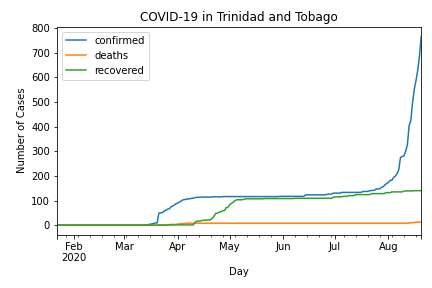 COVID-19 in Trinidad and Tobago
800
700
600
500
400
300
200
100
0
Number of Cases
confirmed
deaths
recovered
Feb Mar Apr May Jun Jul Aug
2020
Day